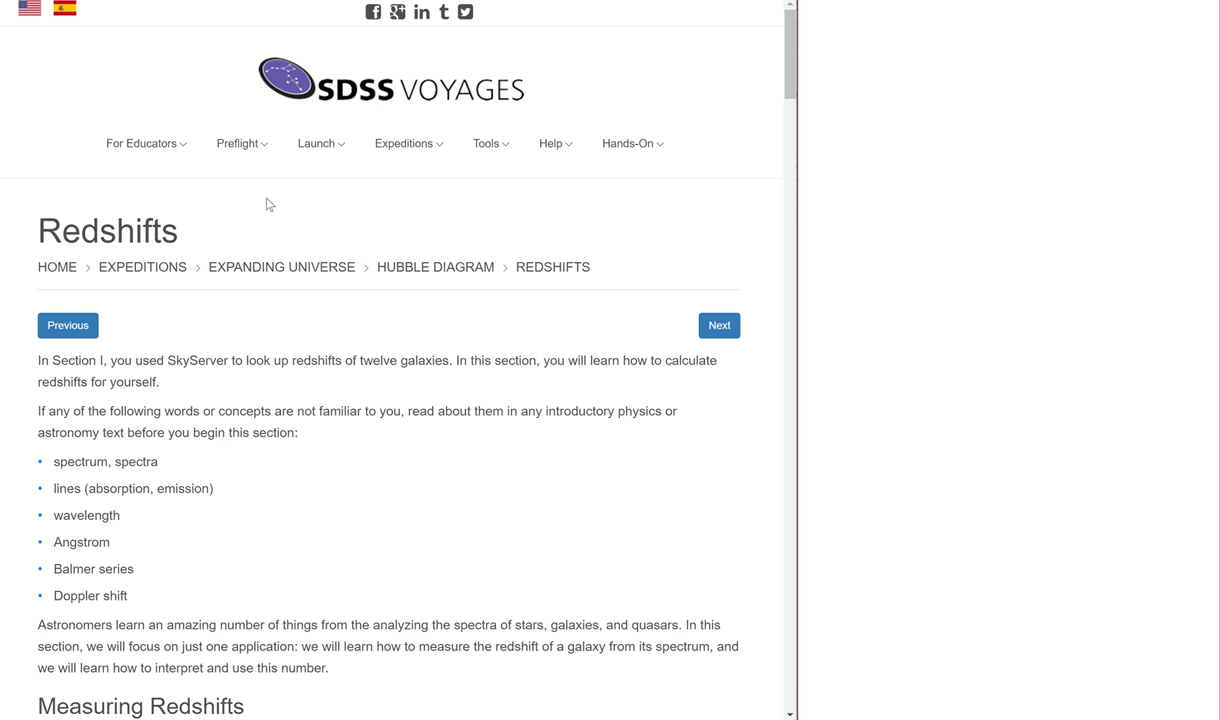 SDSS VOYAGES
For Educators Preflight Launch Expeditions Tools Help Hands-On
Redshifts
HOME > EXPEDITIONS > EXPANDING UNIVERSE > HUBBLE DIAGRAM > REDSHIFTS
Previous Next
In Section I, you used SkyServer to look up redshifts of twelve galaxies. In this section, you will learn how to calculate
redshifts for yourself.
If any of the following words or concepts are not familiar to you, read about them in any introductory physics or
astronomy text before you begin this section:
• spectrum, spectra
• lines (absorption, emission)
• wavelength
• Angstrom
• Balmer series
• Doppler shift
Astronomers learn an amazing number of things from the analyzing the spectra of stars, galaxies, and quasars. In this
section, we will focus on just one application: we will learn how to measure the redshift of a galaxy from its spectrum, and
we will learn how to interpret and use this number.
Measuring Redshifts